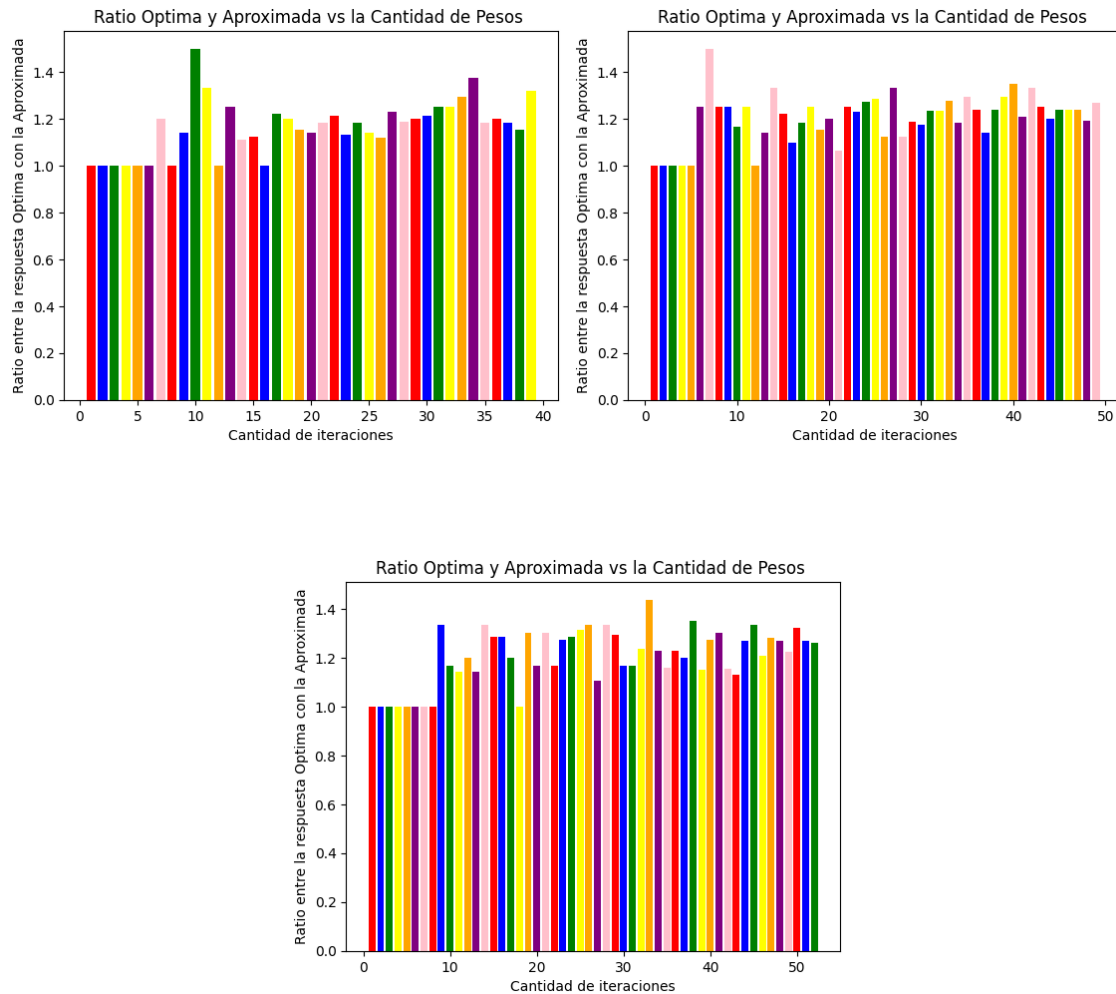 Ratio Optima y Aproximada vs la Cantidad de Pesos
Ratio entre la respuesta Optima con la Aproximada
1.4
1.2
1.0
0.8
0.6
0.4
0.2
0.0
0 5 10 15 20 25 30 35 40
Cantidad de iteraciones
Ratio Optima y Aproximada vs la Cantidad de Pesos
Ratio entre la respuesta Optima con la Aproximada
1.4
1.2
1.0
0.8
0.6
0.4
0.2
0.0
0 10 20 30 40 50
Cantidad de iteraciones
Ratio Optima y Aproximada vs la Cantidad de Pesos
Ratio entre la respuesta Optima con la Aproximada
1.4
1.2
1.0
0.8
0.6
0.4
0.2
0.0
0 10 20 30 40 50
Cantidad de iteraciones